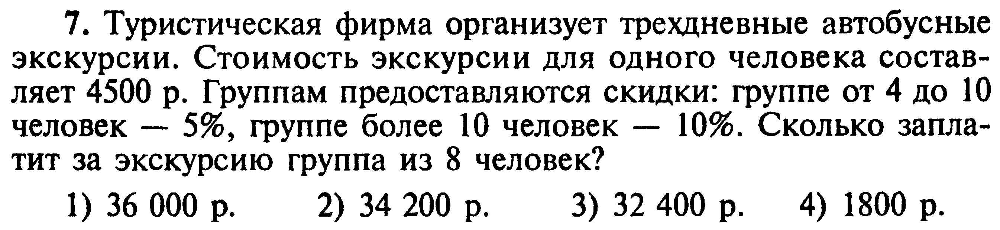 7. Туристическая фирма организует трехдневные автобусные
экскурсии. Стоимость экскурсии для одного человека состав-
ляет 4500 р. Группам предоставляются скидки: группе от 4 до 10
человек — 5%, группе более 10 человек — 10%. Сколько запла-
тит за экскурсию группа из 8 человек?
1) 36 000 р. 2) 34 200 р. 3) 32 400 р. 4) 1800 р.